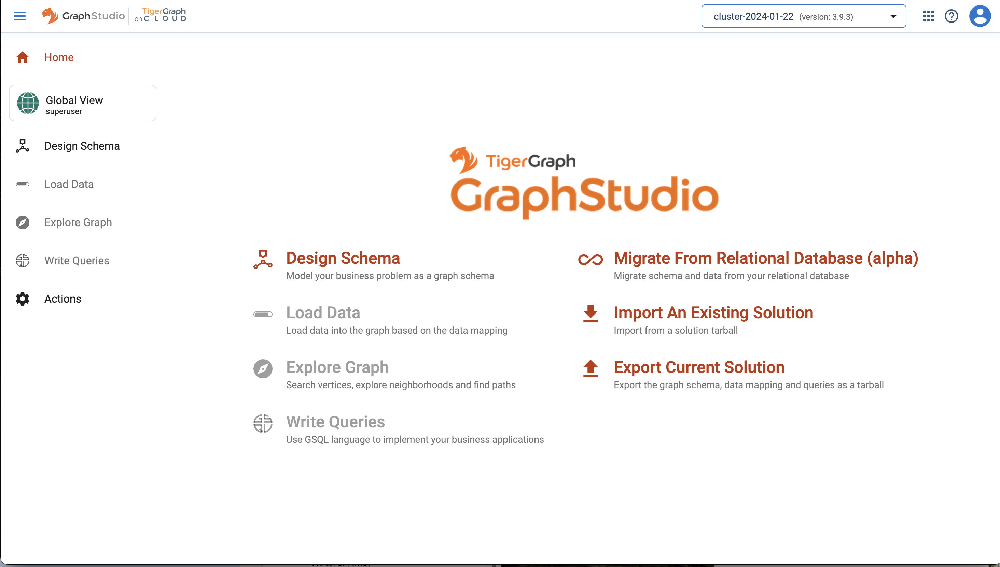 GraphStudio
TigerGraph
on CLOUD
cluster-2024-01-22 (version: 3.9.3)
Home
Global View
superuser
Design Schema
Load Data
Explore Graph
Write Queries
Actions
TigerGraph
GraphStudio
Design Schema
Model your business problem as a graph schema
Load Data
Load data into the graph based on the data mapping
Explore Graph
Search vertices, explore neighborhoods and find paths
Write Queries
Use GSQL language to implement your business applications
Migrate From Relational Database (alpha)
Migrate schema and data from your relational database
Import An Existing Solution
Import from a solution tarball
Export Current Solution
Export the graph schema, data mapping and queries as a tarball